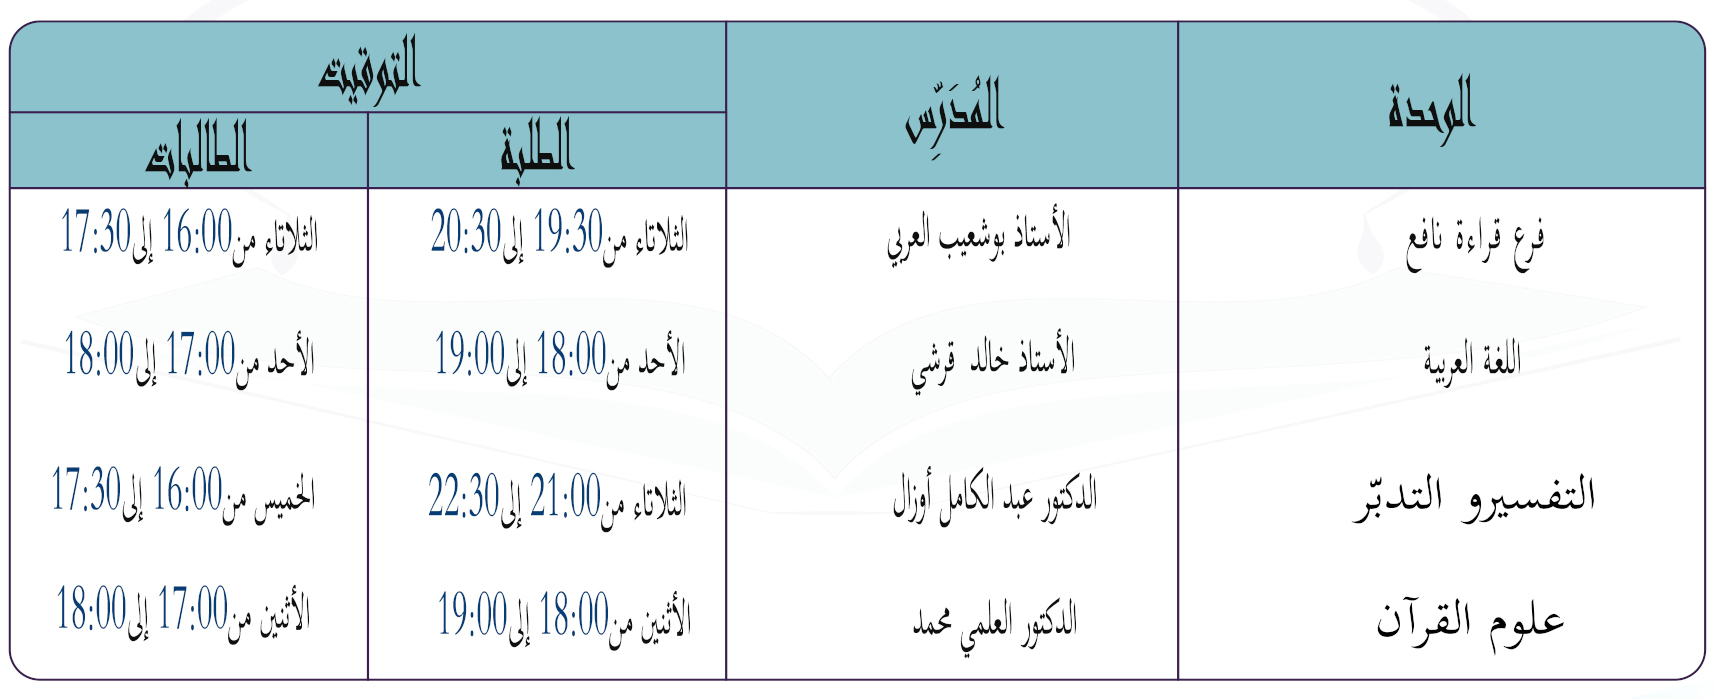 الوحدة المُدَرِّس التوقيت
الطلبة الطالبات
فرع قراءة نافع الأستاذ بوشعيب العربي الثلاثاء من 19:30 إلى 20:30 الثلاثاء من 16:00 إلى 17:30
اللغة العربية الأستاذ خالد قرشي الأحد من 18:00 إلى 19:00 الأحد من 17:00 إلى 18:00
التفسيرو التدبّر الدكتور عبد الكامل أوزال الثلاثاء من 21:00 إلى 22:30 الخميس من 16:00 إلى 17:30
علوم القرآن الدكتور العلمي محمد الأثنين من 18:00 إلى 19:00 الأثنين من 17:00 إلى 18:00